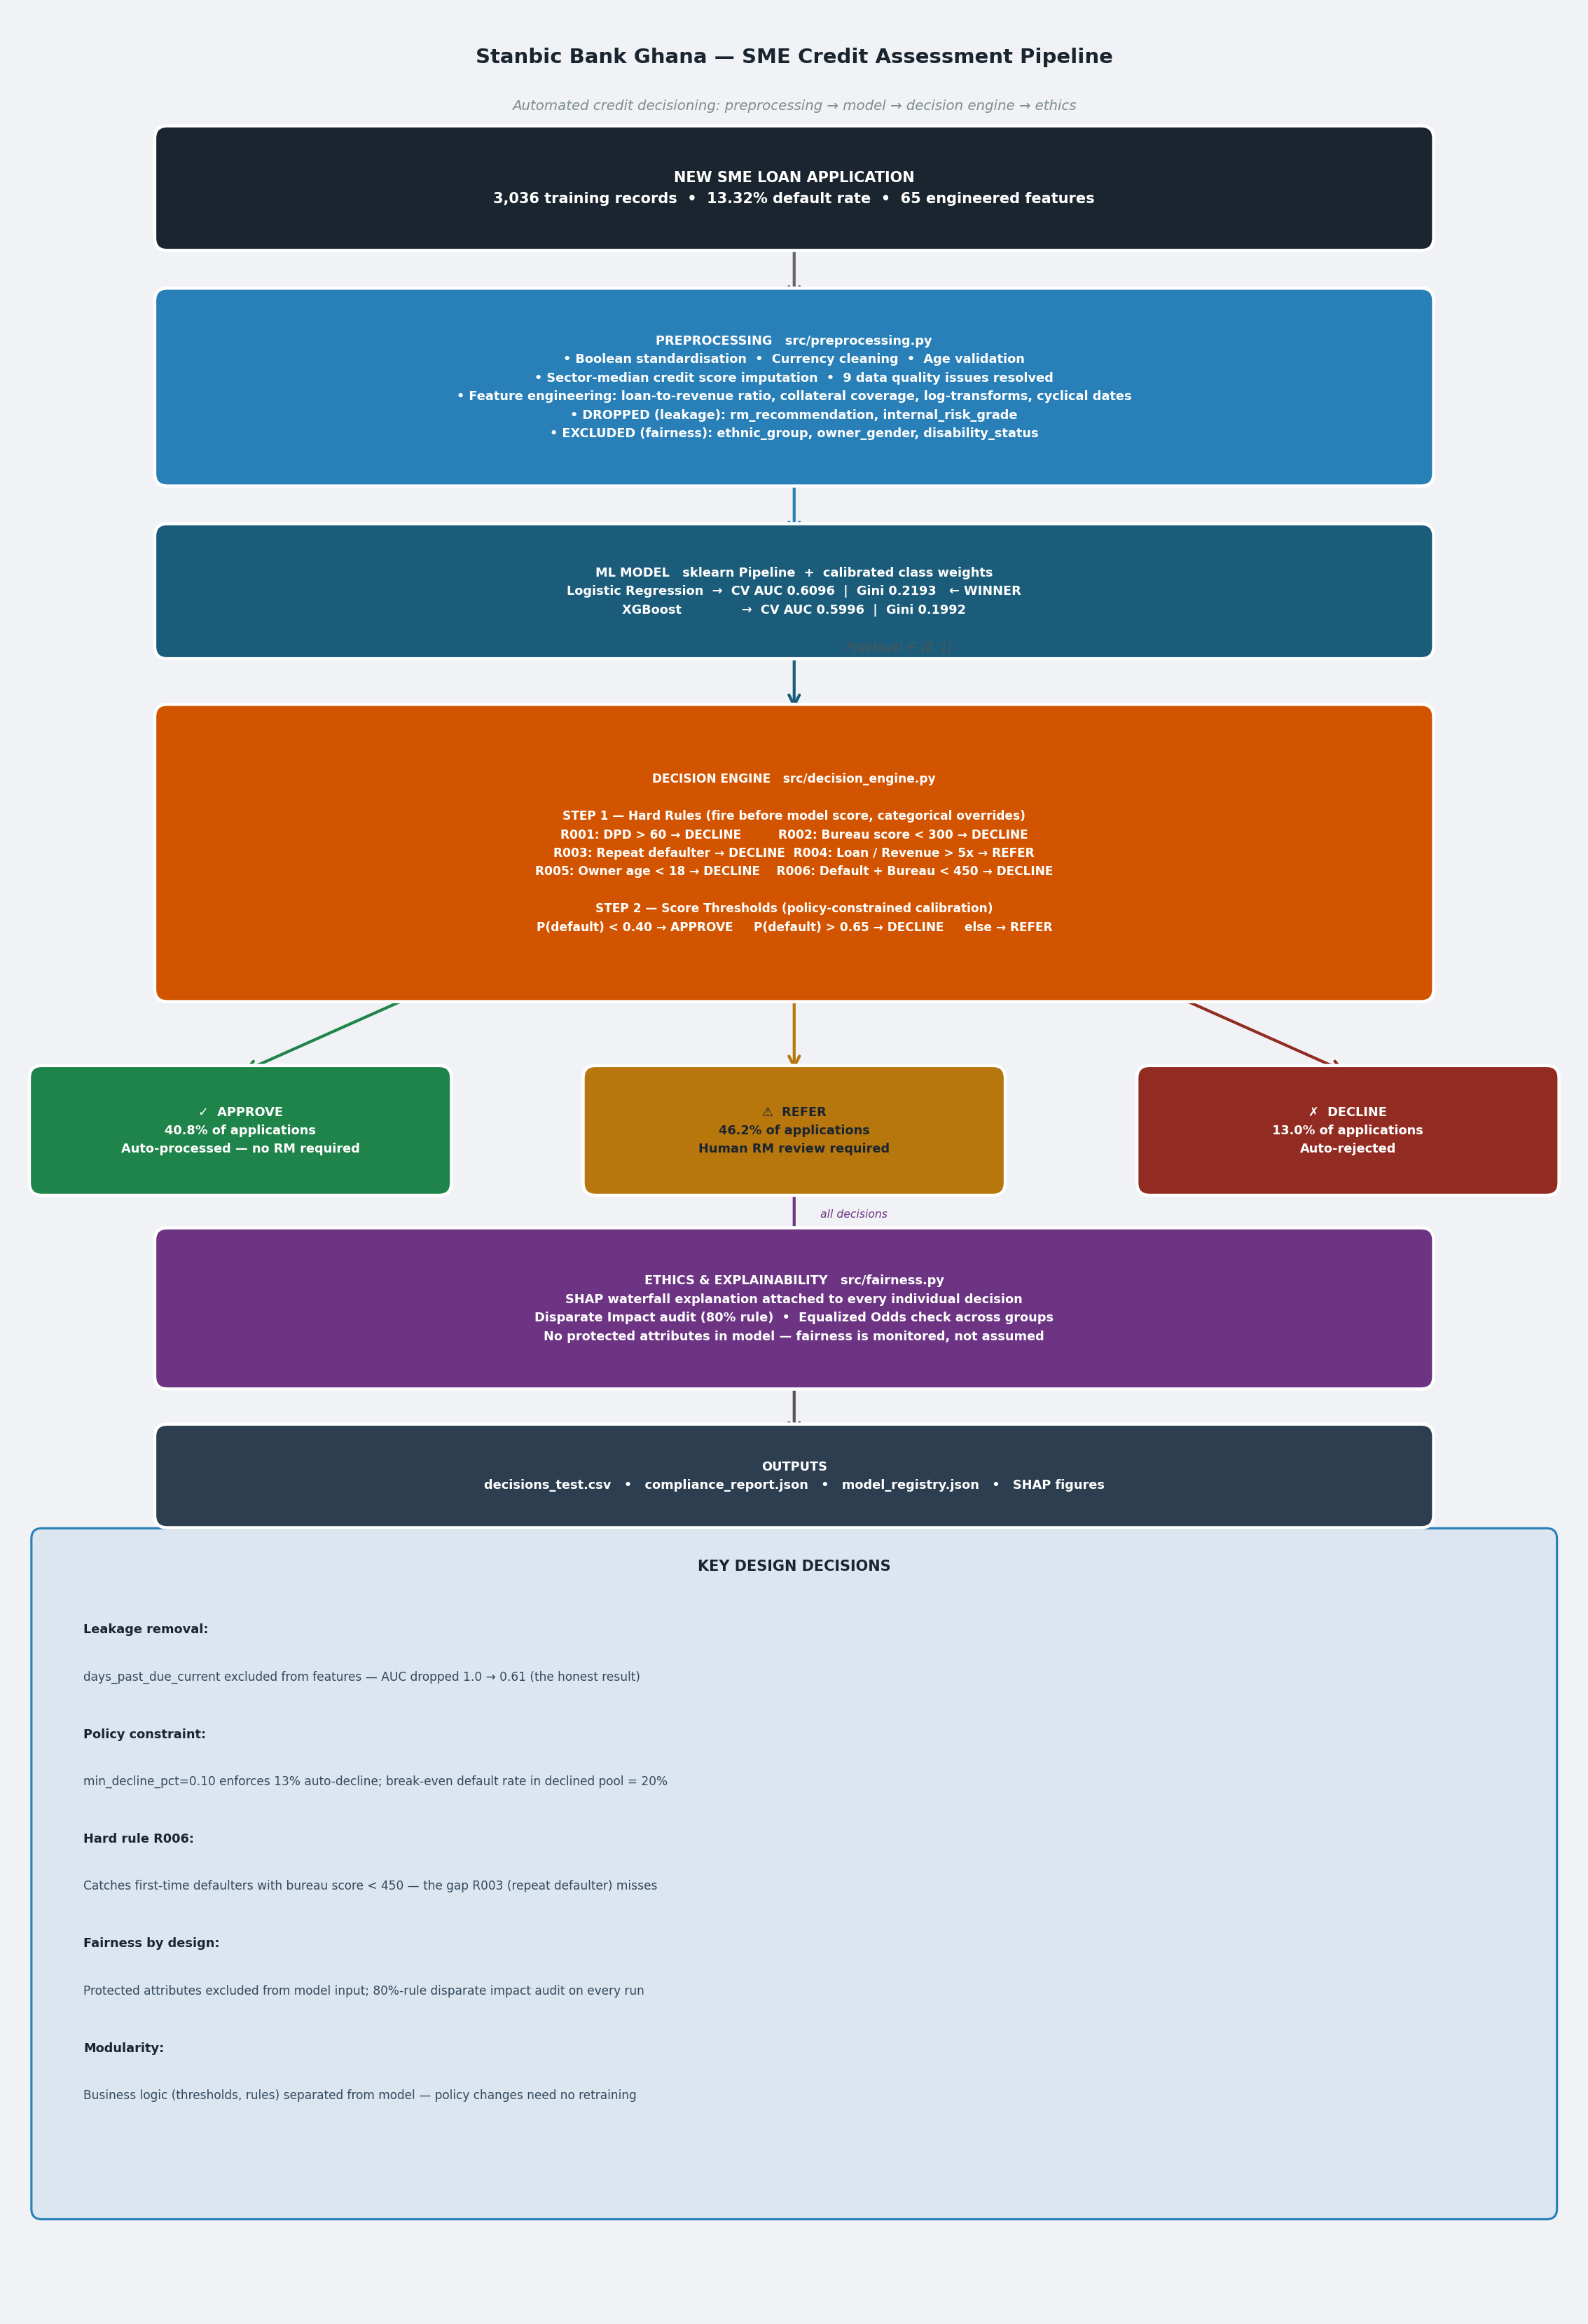 Stanbic Bank Ghana — SME Credit Assessment Pipeline
Automated credit decisioning: preprocessing → model → decision engine → ethics
NEW SME LOAN APPLICATION
3,036 training records • 13.32% default rate • 65 engineered features
PREPROCESSING src/preprocessing.py
• Boolean standardisation • Currency cleaning • Age validation
• Sector-median credit score imputation • 9 data quality issues resolved
• Feature engineering: loan-to-revenue ratio, collateral coverage, log-transforms, cyclical dates
• DROPPED (leakage): rm_recommendation, internal_risk_grade
• EXCLUDED (fairness): ethnic_group, owner_gender, disability_status
ML MODEL sklearn Pipeline + calibrated class weights
Logistic Regression → CV AUC 0.6096 | Gini 0.2193 ← WINNER
XGBoost → CV AUC 0.5996 | Gini 0.1992
P(default) ∈ [0, 1]
DECISION ENGINE src/decision_engine.py
STEP 1 — Hard Rules (fire before model score, categorical overrides)
R001: DPD > 60 → DECLINE R002: Bureau score < 300 → DECLINE
R003: Repeat defaulter → DECLINE R004: Loan / Revenue > 5x → REFER
R005: Owner age < 18 → DECLINE R006: Default + Bureau < 450 → DECLINE
STEP 2 — Score Thresholds (policy-constrained calibration)
P(default) < 0.40 → APPROVE P(default) > 0.65 → DECLINE else → REFER
✓ APPROVE
40.8% of applications
Auto-processed — no RM required
⚠ REFER
46.2% of applications
Human RM review required
✗ DECLINE
13.0% of applications
Auto-rejected
all decisions
ETHICS & EXPLAINABILITY src/fairness.py
SHAP waterfall explanation attached to every individual decision
Disparate Impact audit (80% rule) • Equalized Odds check across groups
No protected attributes in model — fairness is monitored, not assumed
OUTPUTS
decisions_test.csv • compliance_report.json • model_registry.json • SHAP figures
KEY DESIGN DECISIONS
Leakage removal:
days_past_due_current excluded from features — AUC dropped 1.0 → 0.61 (the honest result)
Policy constraint:
min_decline_pct=0.10 enforces 13% auto-decline; break-even default rate in declined pool = 20%
Hard rule R006:
Catches first-time defaulters with bureau score < 450 — the gap R003 (repeat defaulter) misses
Fairness by design:
Protected attributes excluded from model input; 80%-rule disparate impact audit on every run
Modularity:
Business logic (thresholds, rules) separated from model — policy changes need no retraining